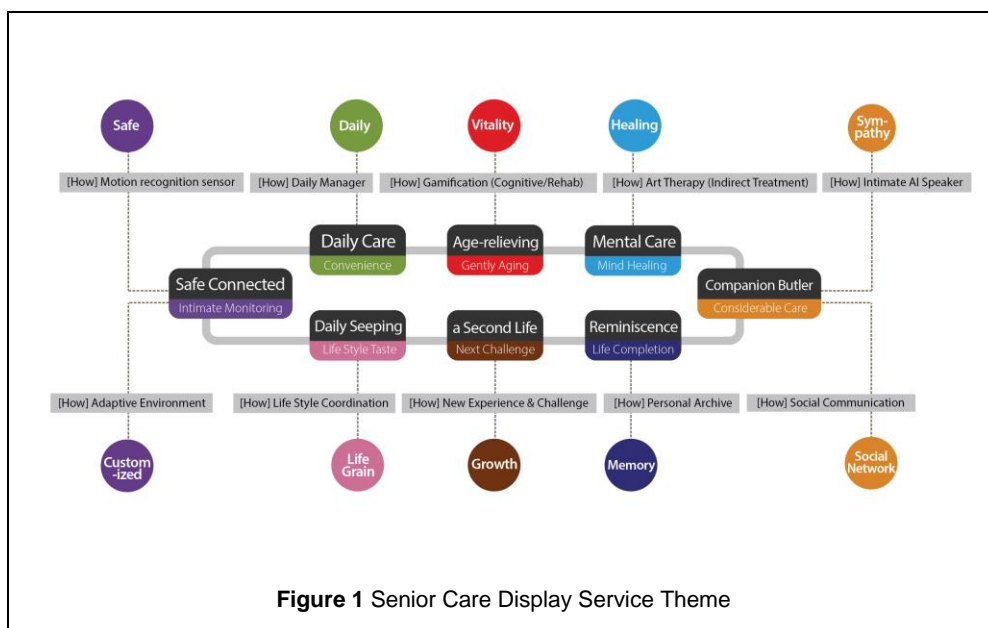 Safe
Daily
Vitality
Healing
Sym-
pathy
[How] Motion recognition sensor
[How] Daily Manager
[How] Gamification (Cognitive/Rehab)
[How] Art Therapy (Indirect Treatment)
[How] Intimate AI Speaker
Daily Care
Convenience
Age-relieving
Gently Aging
Mental Care
Mind Healing
Safe Connected
Intimate Monitoring
Companion Butler
Considerable Care
Daily Seeping
Life Style Taste
a Second Life
Next Challenge
Reminiscence
Life Completion
[How] Adaptive Environment
[How] Life Style Coordination
[How] New Experience & Challenge
[How] Personal Archive
[How] Social Communication
Custom
-ized
Life
Grain
Growth
Memory
Social
Network
Figure 1 Senior Care Display Service Theme